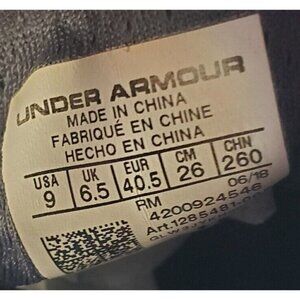 UNDER ARMOUR
MADE IN CHINA
FABRIQUÉ EN CHINE
HECHO EN CHINA
USA UK EUR CM CHN
9 6.5 40.5 26 260
06/18
RM
4200924546